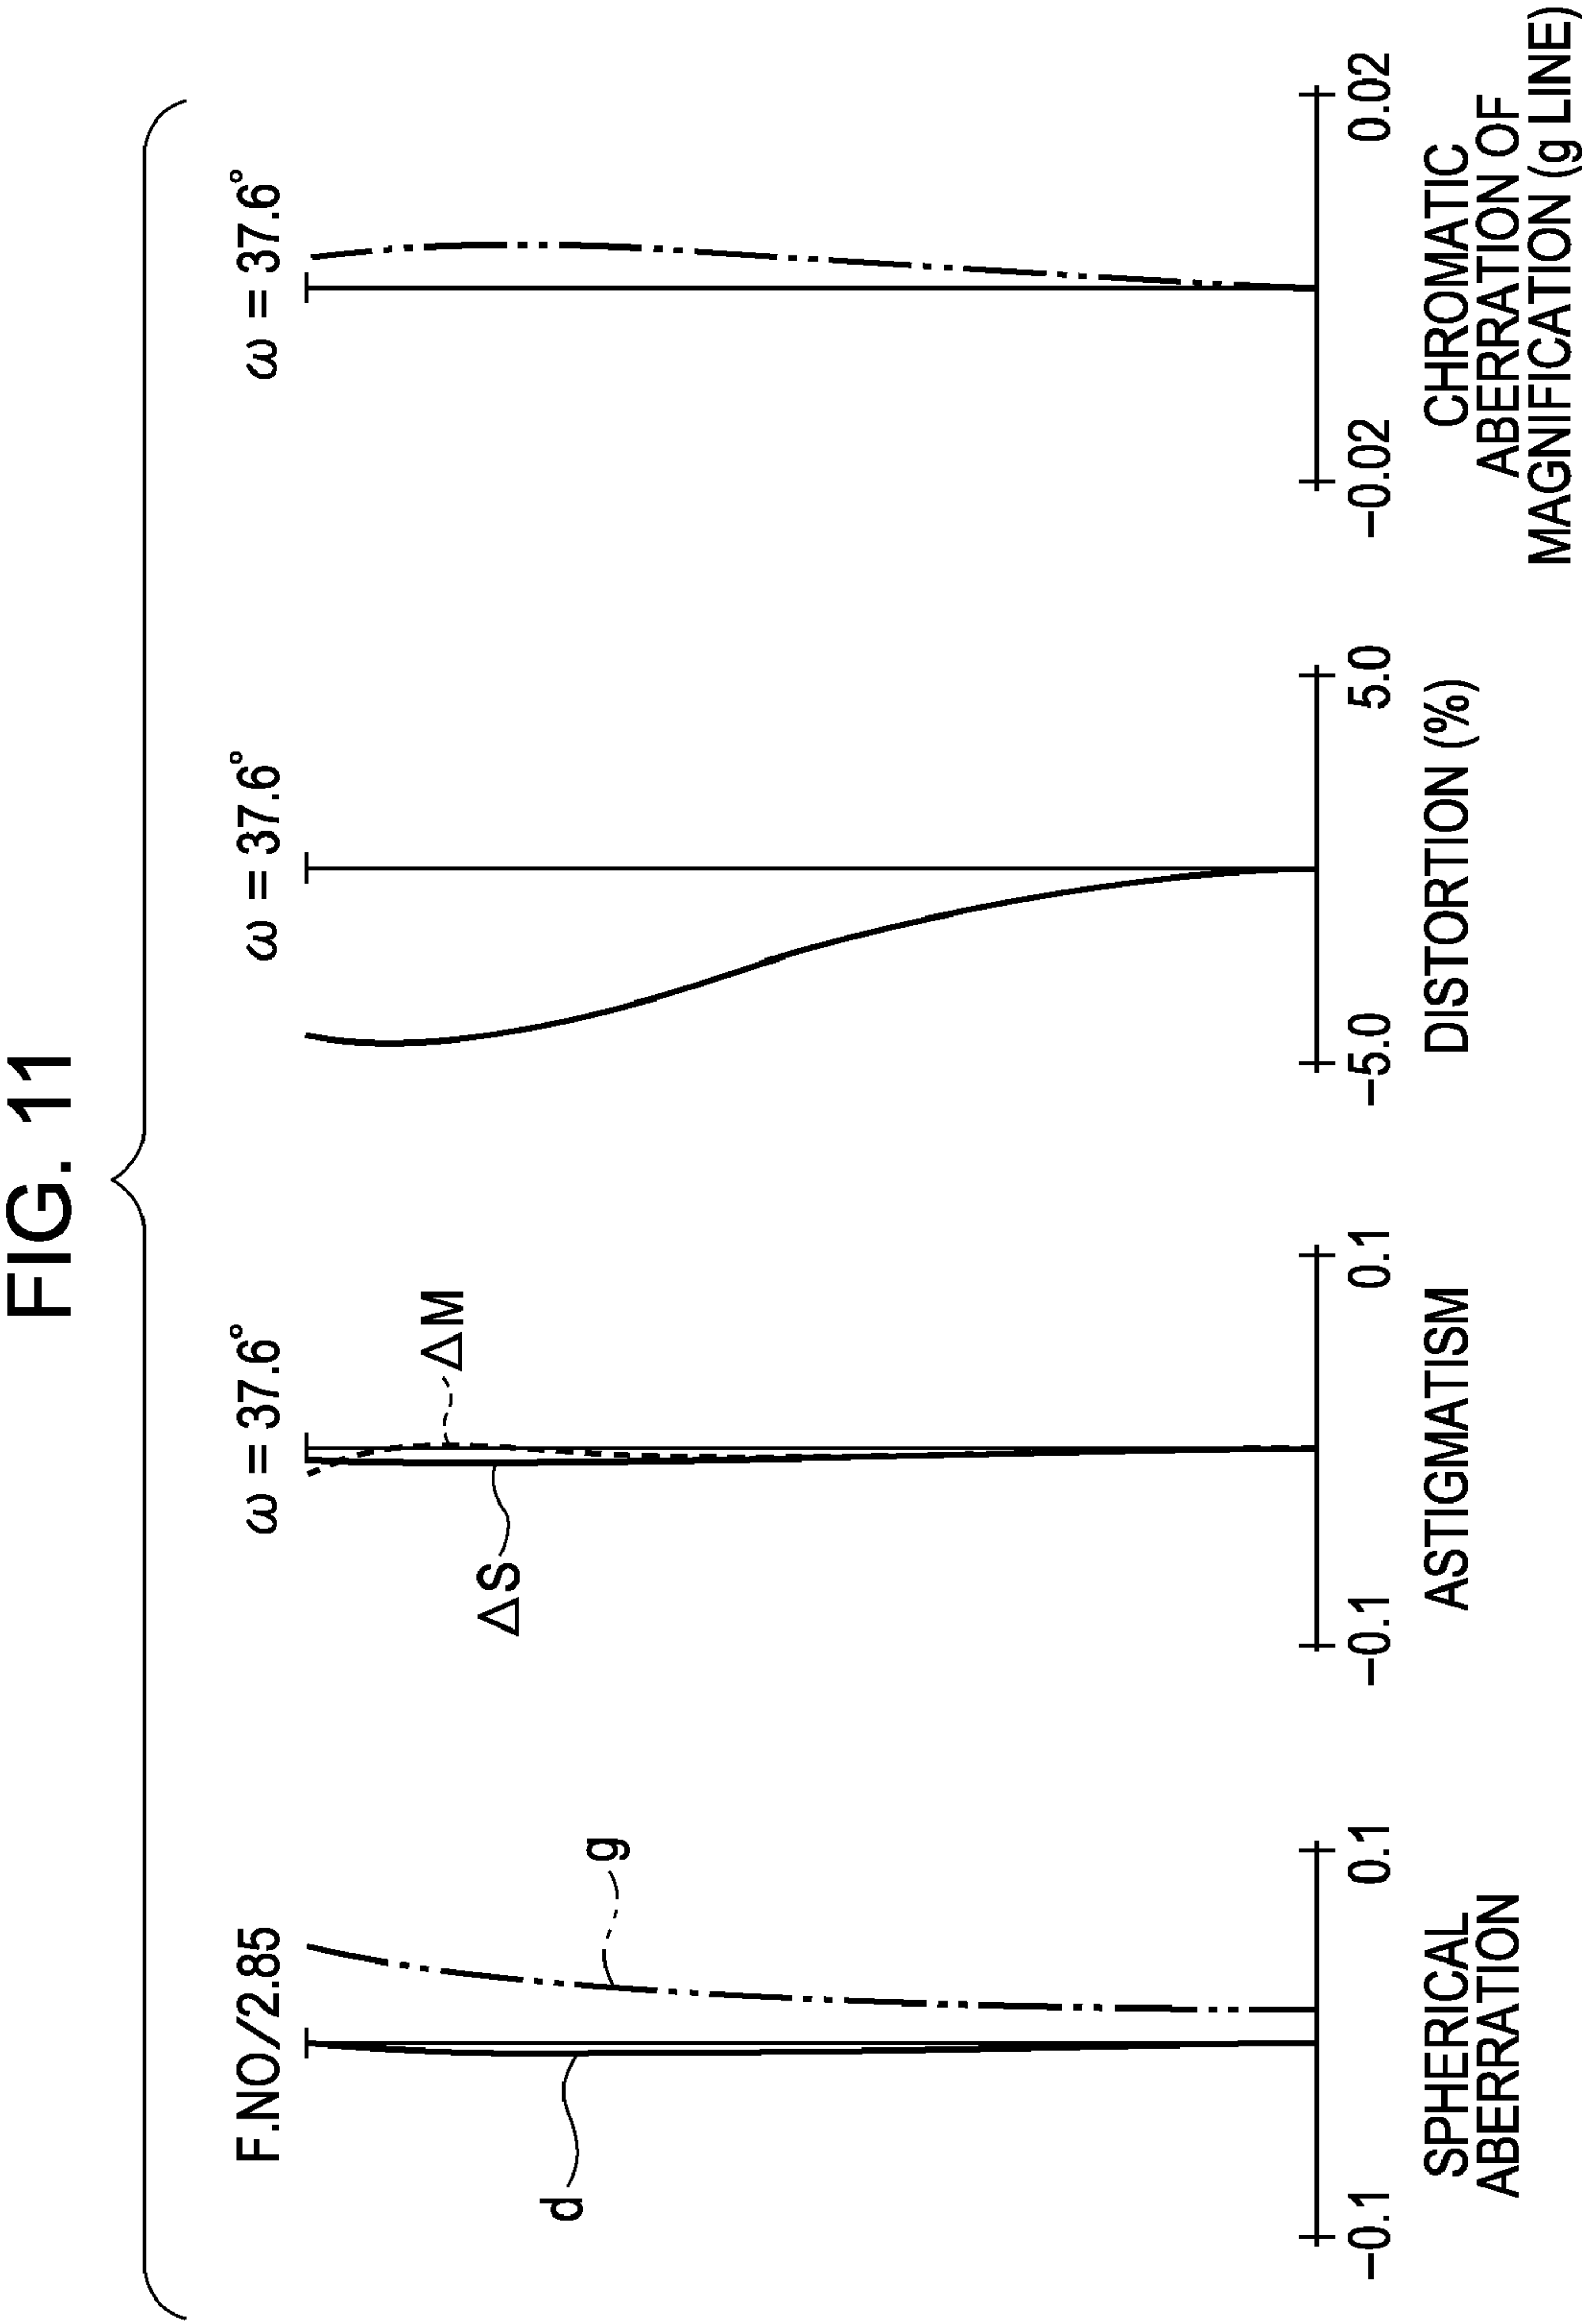 FIG. 11
F.NO/2.85
d
g
−0.1
0.1
SPHERICAL
ABERRATION
ω = 37.6°
ΔS
ΔM
−0.1
0.1
ASTIGMATISM
ω = 37.6°
−5.0
5.0
DISTORTION (%)
ω = 37.6°
−0.02
0.02
CHROMATIC
ABERRATION OF
MAGNIFICATION (g LINE)